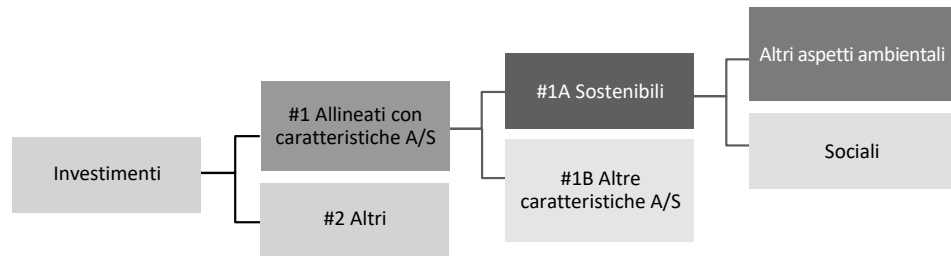 Investimenti
#1 Allineati con
caratteristiche A/S
#2 Altri
#1A Sostenibili
#1B Altre
caratteristiche A/S
Altri aspetti ambientali
Sociali